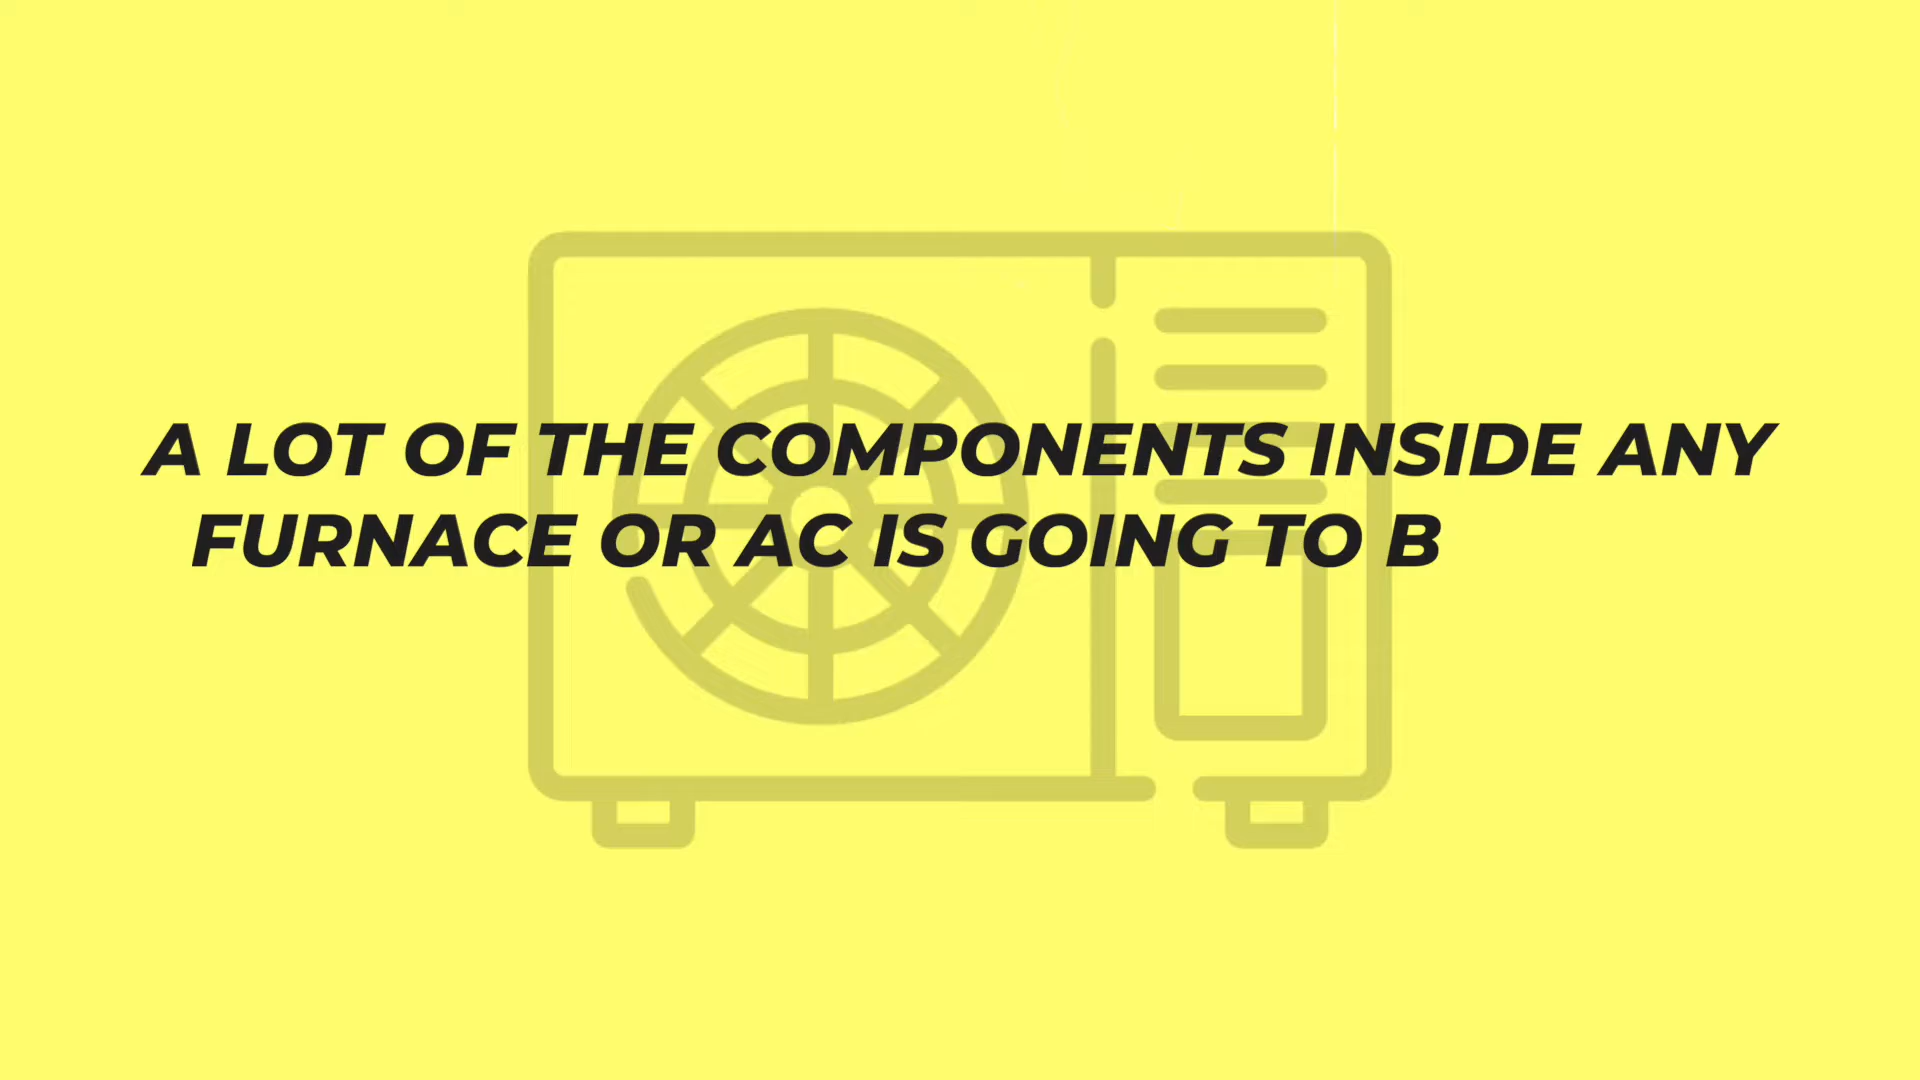 A LOT OF THE COMPONENTS INSIDE ANY
FURNACE OR AC IS GOING TO B